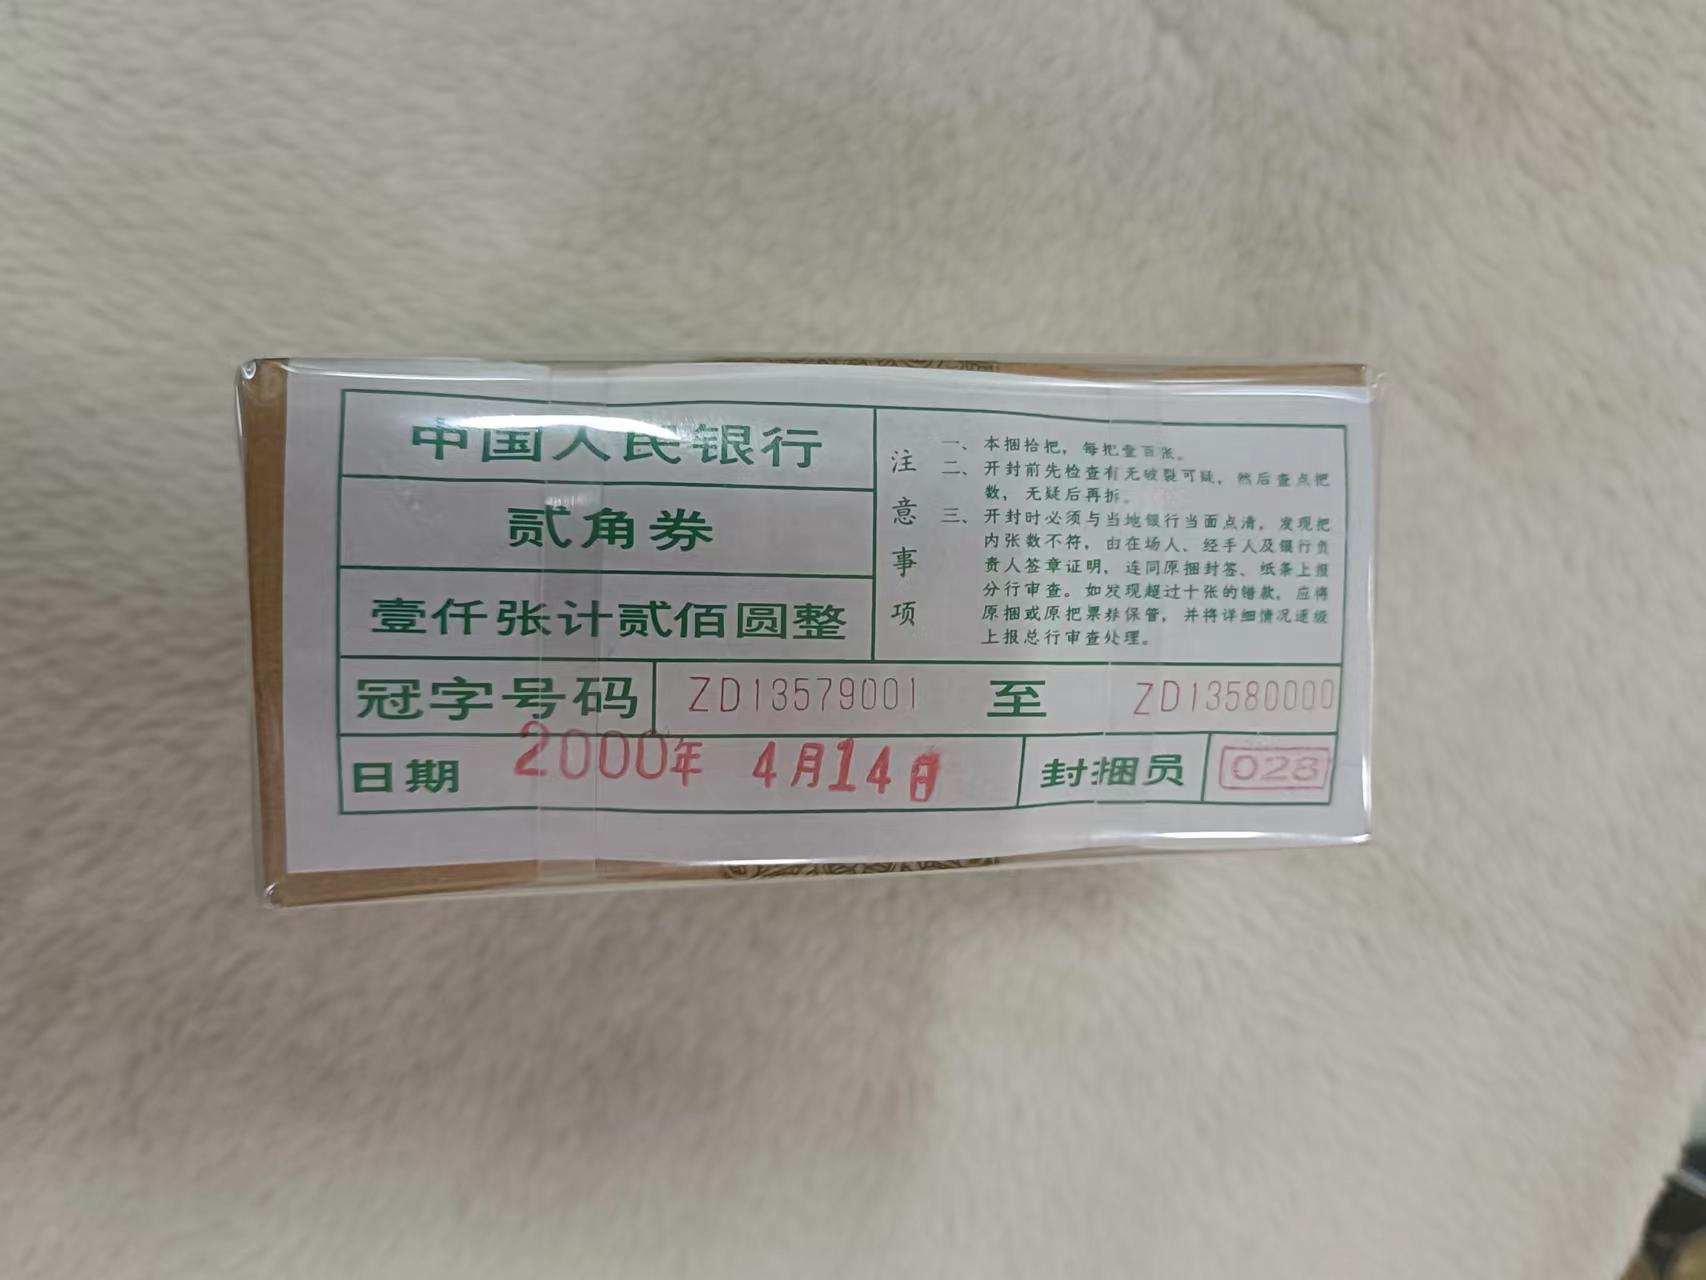 中国人民银行
贰角券
壹仟张计贰佰圆整
注意事项
一、本捆拾把，每把壹百张。
二、开封前先检查有无破裂可疑，然后查点把
数，无疑后再拆。
三、开封时必须与当地银行当面点清，发现把
内张数不符，由在场人、经手人及银行负
责人签章证明，连同原捆封签、纸条上报
分行审查。如发现超过十张的错款，应将
原捆或原把票券保管，并将详细情况逐级
上报总行审查处理。
冠字号码 ZD13579001 至 ZD13580000
日期 2000年 4月14日 封捆员 028